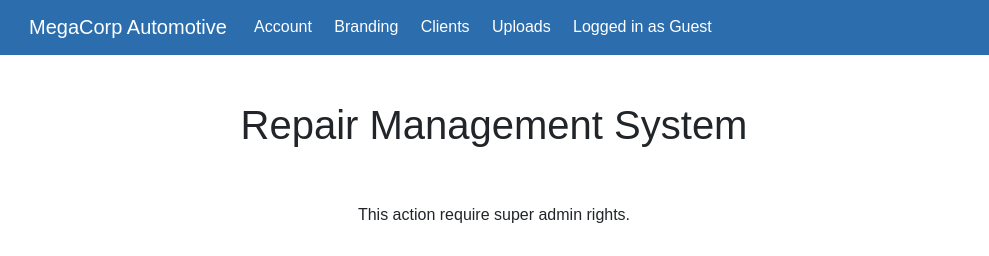 MegaCorp Automotive Account Branding Clients Uploads Logged in as Guest
Repair Management System
This action require super admin rights.